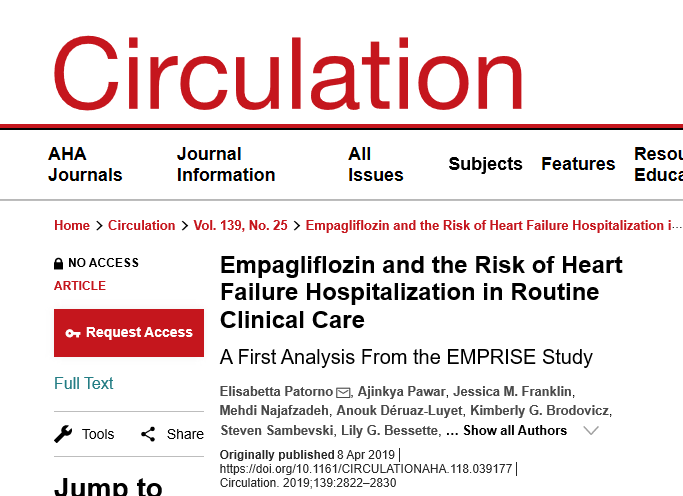 Circulation
AHA
Journals
Journal
Information
All
Issues
Subjects
Features
Resou
Educa
Home > Circulation > Vol. 139, No. 25 > Empagliflozin and the Risk of Heart Failure Hospitalization i...
NO ACCESS
ARTICLE
Request Access
Full Text
Tools
Share
Jump to
Empagliflozin and the Risk of Heart
Failure Hospitalization in Routine
Clinical Care
A First Analysis From the EMPRISE Study
Elisabetta Patorno, Ajinkya Pawar, Jessica M. Franklin,
Mehdi Najafzadeh, Anouk Déruaz-Luyet, Kimberly G. Brodovicz,
Steven Sambevski, Lily G. Bessette, ... Show all Authors
Originally published 8 Apr 2019 |
https://doi.org/10.1161/CIRCULATIONAHA.118.039177 |
Circulation. 2019;139:2822–2830